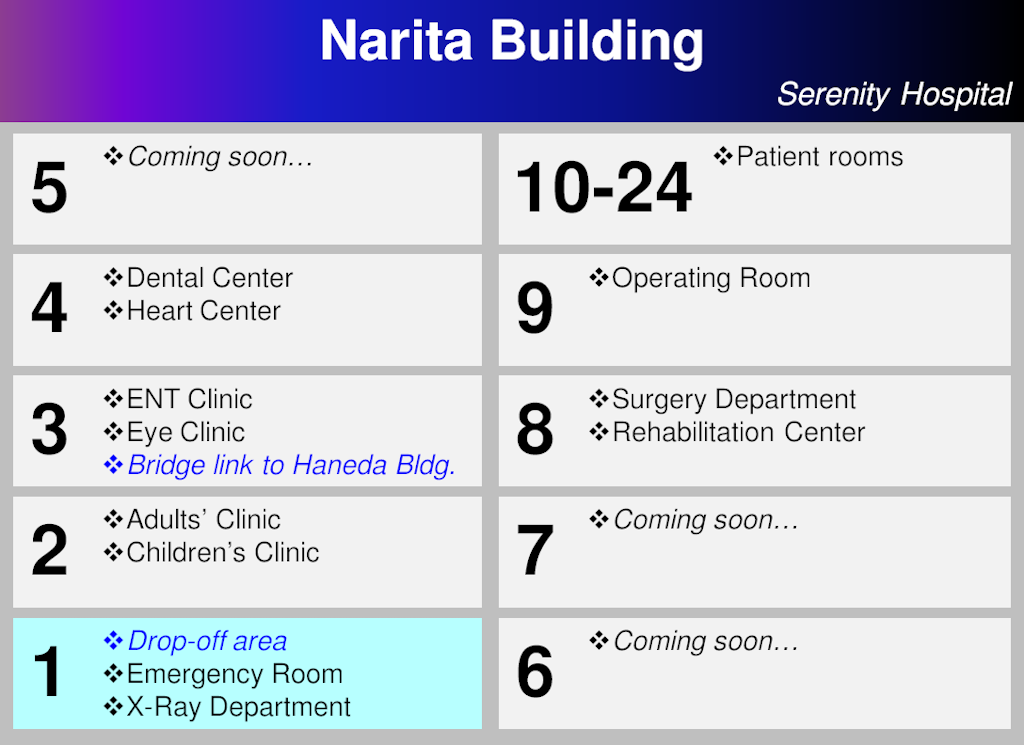 Narita Building
Serenity Hospital
5
❖Coming soon…
4
❖Dental Center
❖Heart Center
3
❖ENT Clinic
❖Eye Clinic
❖Bridge link to Haneda Bldg.
2
❖Adults’ Clinic
❖Children’s Clinic
1
❖Drop-off area
❖Emergency Room
❖X-Ray Department
10-24
❖Patient rooms
9
❖Operating Room
8
❖Surgery Department
❖Rehabilitation Center
7
❖Coming soon…
6
❖Coming soon…